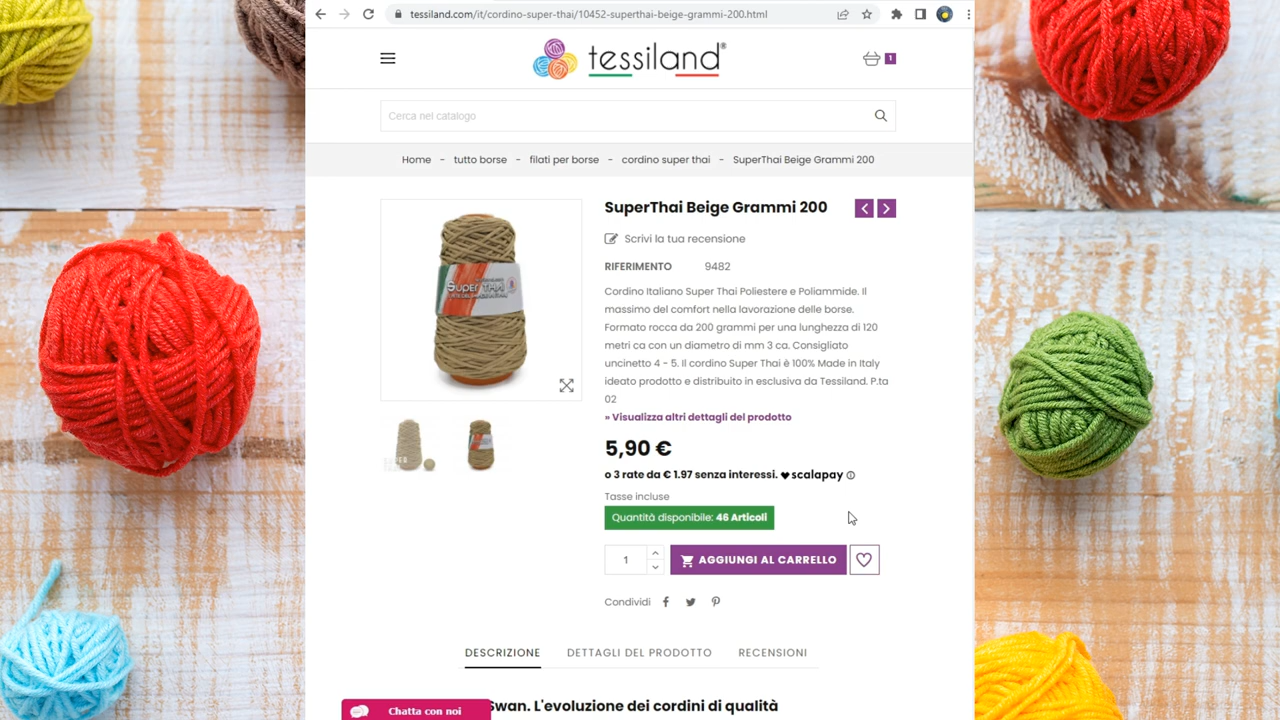 tessiland.com/it/cordino-super-thai/10452-superthai-beige-grammi-200.html
tessiland®
1
Cerca nel catalogo
Home - tutto borse - filati per borse - cordino super thai - SuperThai Beige Grammi 200
SuperThai Beige Grammi 200
Scrivi la tua recensione
RIFERIMENTO 9482
Cordino Italiano Super Thai Poliestere e Poliammide. Il
massimo del comfort nella lavorazione delle borse.
Formato rocca da 200 grammi per una lunghezza di 120
metri ca con un diametro di mm 3 ca. Consigliato
uncinetto 4 - 5. Il cordino Super Thai è 100% Made in Italy
ideato prodotto e distribuito in esclusiva da Tessiland. P.ta
02
» Visualizza altri dettagli del prodotto
Super THAI
5,90 €
o 3 rate da € 1.97 senza interessi. scalapay
Tasse incluse
Quantità disponibile: 46 Articoli
1
AGGIUNGI AL CARRELLO
Condividi
DESCRIZIONE DETTAGLI DEL PRODOTTO RECENSIONI
Swan. L'evoluzione dei cordini di qualità
Chatta con noi